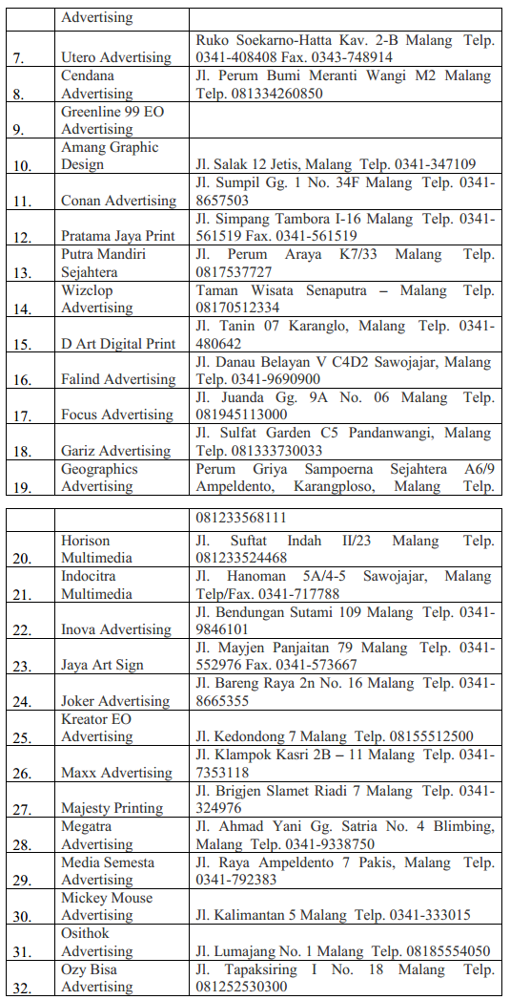 Advertising
7. Utero Advertising Ruko Soekarno-Hatta Kav. 2-B Malang Telp.
0341-408408 Fax. 0343-748914
8. Cendana
Advertising
Jl. Perum Bumi Meranti Wangi M2 Malang
Telp. 081334260850
9. Greenline 99 EO
Advertising
10. Amang Graphic
Design
Jl. Salak 12 Jetis, Malang Telp. 0341-347109
11. Conan Advertising
Jl. Sumpil Gg. 1 No. 34F Malang Telp. 0341-
8657503
12. Pratama Jaya Print
Jl. Simpang Tambora I-16 Malang Telp. 0341-
561519 Fax. 0341-561519
13. Putra Mandiri
Sejahtera
Jl. Perum Araya K7/33 Malang Telp.
0817537727
14. Wizclop
Advertising
Taman Wisata Senaputra – Malang Telp.
08170512334
15. D Art Digital Print
Jl. Tanin 07 Karanglo, Malang Telp. 0341-
480642
16. Falind Advertising
Jl. Danau Belayan V C4D2 Sawojajar, Malang
Telp. 0341-9690900
17. Focus Advertising
Jl. Juanda Gg. 9A No. 06 Malang Telp.
081945113000
18. Gariz Advertising
Jl. Sulfat Garden C5 Pandanwangi, Malang
Telp. 081333730033
19. Geographics
Advertising
Perum Griya Sampoerna Sejahtera A6/9
Ampeldento, Karangploso, Malang Telp.
081233568111
20. Horison
Multimedia
Jl. Suftat Indah II/23 Malang Telp.
081233524468
21. Indocitra
Multimedia
Jl. Hanoman 5A/4-5 Sawojajar, Malang
Telp/Fax. 0341-717788
22. Inova Advertising
Jl. Bendungan Sutami 109 Malang Telp. 0341-
9846101
23. Jaya Art Sign
Jl. Mayjen Panjaitan 79 Malang Telp. 0341-
552976 Fax. 0341-573667
24. Joker Advertising
Jl. Bareng Raya 2n No. 16 Malang Telp. 0341-
8665355
25. Kreator EO
Advertising
Jl. Kedondong 7 Malang Telp. 08155512500
26. Maxx Advertising
Jl. Klampok Kasri 2B – 11 Malang Telp. 0341-
7353118
27. Majesty Printing
Jl. Brigjen Slamet Riadi 7 Malang Telp. 0341-
324976
28. Megatra
Advertising
Jl. Ahmad Yani Gg. Satria No. 4 Blimbing,
Malang Telp. 0341-9338750
29. Media Semesta
Advertising
Jl. Raya Ampeldento 7 Pakis, Malang Telp.
0341-792383
30. Mickey Mouse
Advertising
Jl. Kalimantan 5 Malang Telp. 0341-333015
31. Osithok
Advertising
Jl. Lumajang No. 1 Malang Telp. 08185554050
32. Ozy Bisa
Advertising
Jl. Tapaksiring I No. 18 Malang Telp.
081252530300